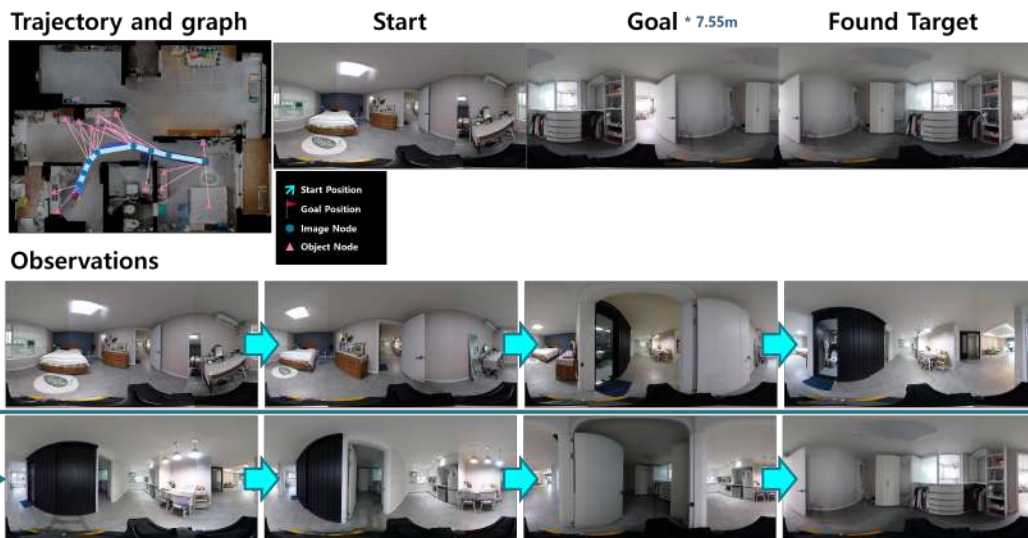 Trajectory and graph
Start
Goal * 7.55m
Found Target
Start Position
Goal Position
Image Node
Object Node
Observations